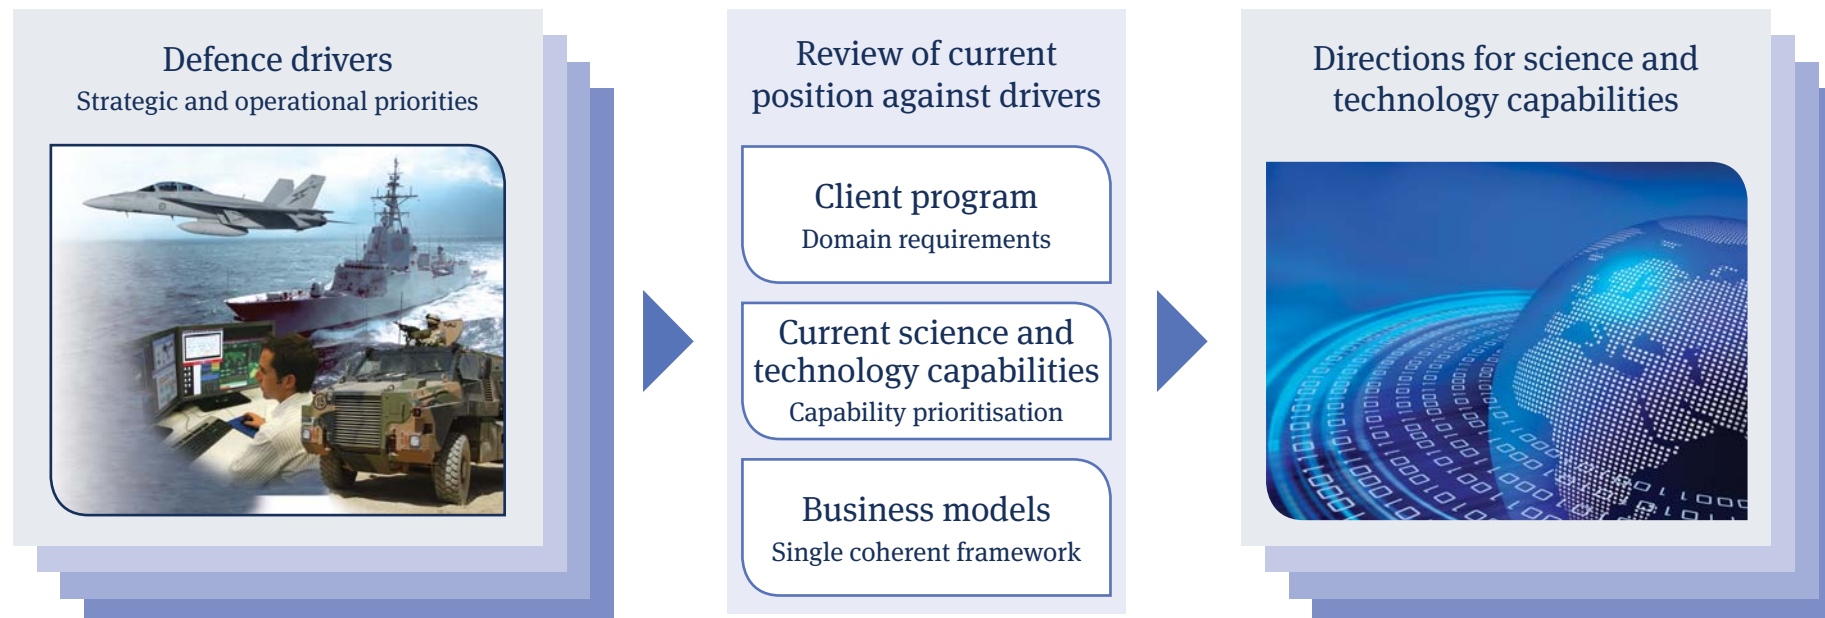 Defence drivers
Strategic and operational priorities
Review of current
position against drivers
Client program
Domain requirements
Current science and
technology capabilities
Capability prioritisation
Business models
Single coherent framework
Directions for science and
technology capabilities